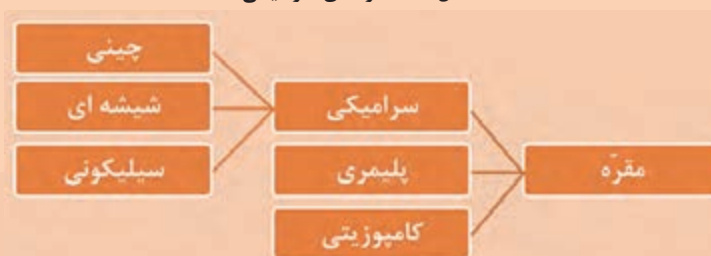 مقرّه
سرامیکی
پلیمری
کامپوزیتی
چینی
شیشه ای
سیلیکونی